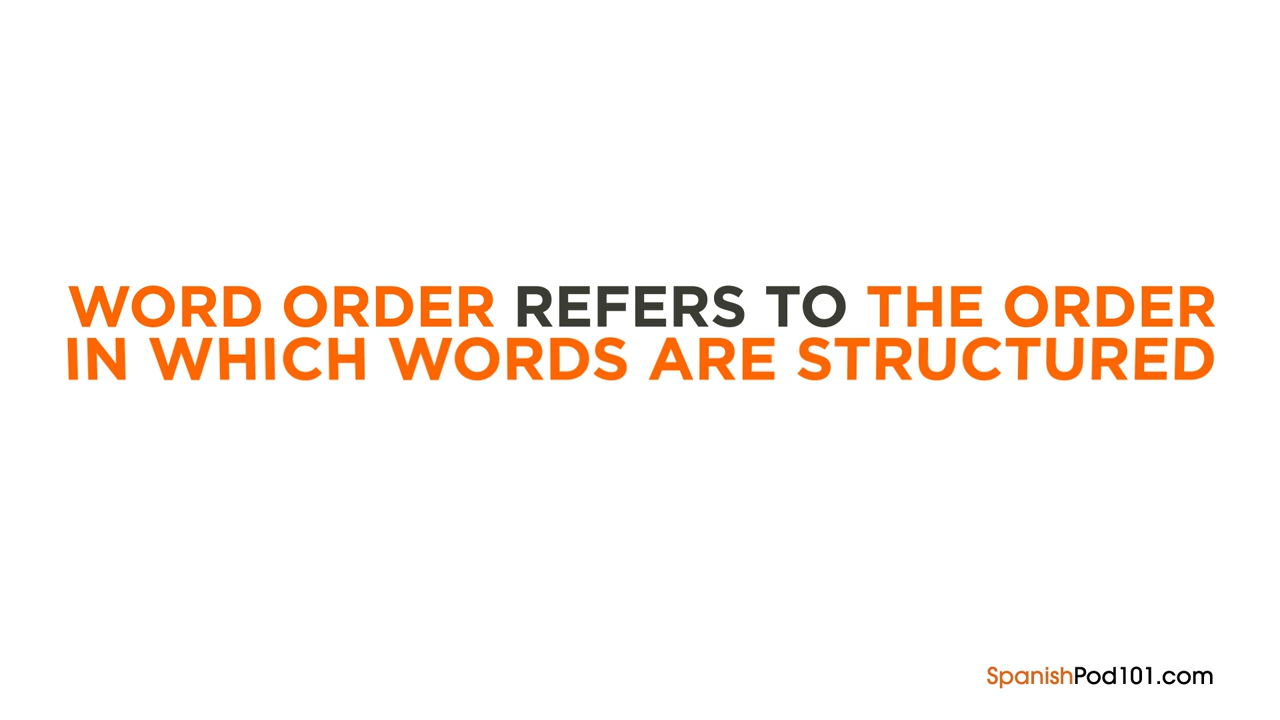 WORD ORDER REFERS TO THE ORDER
IN WHICH WORDS ARE STRUCTURED
SpanishPod101.com